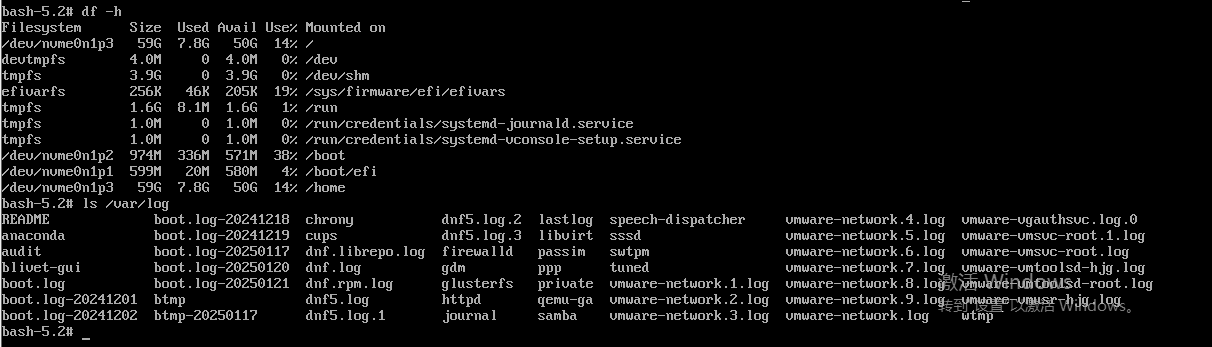 bash-5.2# df -h
Filesystem      Size  Used Avail Use% Mounted on
/dev/nvme0n1p3   59G  7.8G   50G  14% /
devtmpfs        4.0M     0  4.0M   0% /dev
tmpfs           3.9G     0  3.9G   0% /dev/shm
efivarfs        256K   46K  205K  19% /sys/firmware/efi/efivars
tmpfs           1.6G  8.1M  1.6G   1% /run
tmpfs           1.0M     0  1.0M   0% /run/credentials/systemd-journald.service
tmpfs           1.0M     0  1.0M   0% /run/credentials/systemd-vconsole-setup.service
/dev/nvme0n1p2  974M  336M  571M  38% /boot
/dev/nvme0n1p1  599M   20M  580M   4% /boot/efi
/dev/nvme0n1p3   59G  7.8G   50G  14% /home
bash-5.2# ls /var/log
README             boot.log-20241218  chrony          dnf5.log.2  lastlog  speech-dispatcher     vmware-network.4.log  vmware-vgauthsvc.log.0
anaconda           boot.log-20241219  cups            dnf5.log.3  libvirt  sssd                  vmware-network.5.log  vmware-vmsvc-root.1.log
audit              boot.log-20250117  dnf.librepo.log firewalld   passim   swtpm                 vmware-network.6.log  vmware-vmsvc-root.log
blivet-gui         boot.log-20250120  dnf.log         gdm         ppp      tuned                 vmware-network.7.log  vmware-vmtoolsd-hjg.log
boot.log           boot.log-20250121  dnf.rpm.log     glusterfs   private  vmware-network.1.log  vmware-network.8.log  vmware-vmtoolsd-root.log
boot.log-20241201  btmp               dnf5.log        httpd       qemu-ga  vmware-network.2.log  vmware-network.9.log  vmware-vmusr-hjg.log
boot.log-20241202  btmp-20250117      dnf5.log.1      journal     samba    vmware-network.3.log  vmware-network.log    wtmp
bash-5.2# _
激活 Windows
转到"设置"以激活 Windows。